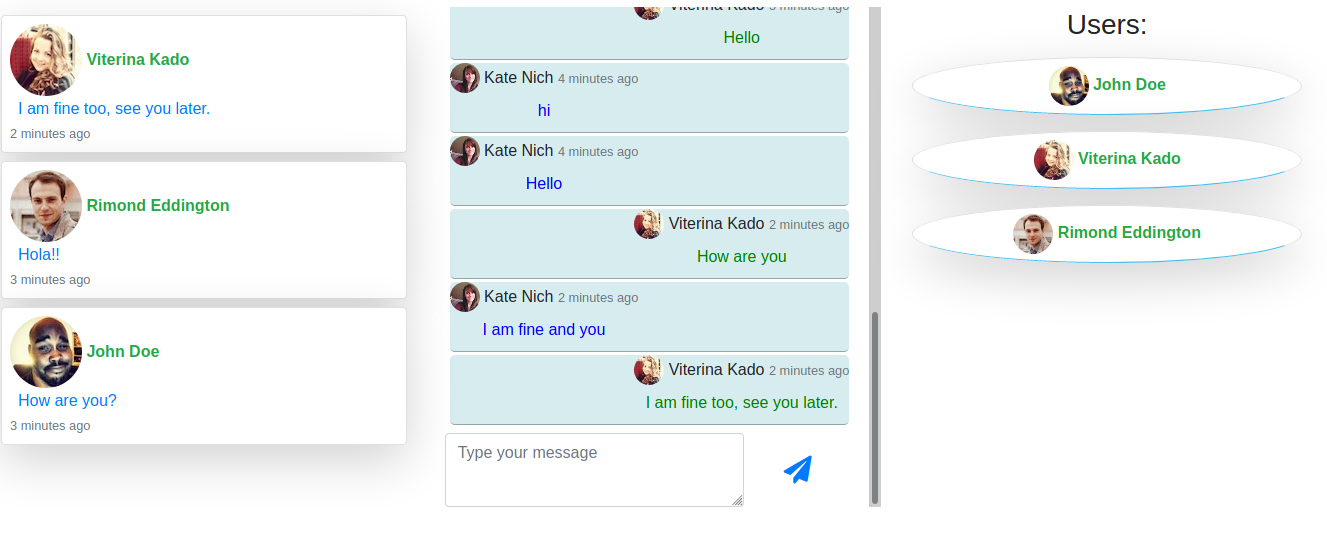 Viterina Kado
I am fine too, see you later.
2 minutes ago
Rimond Eddington
Hola!!
3 minutes ago
John Doe
How are you?
3 minutes ago
Viterina Kado 5 minutes ago
Hello
Kate Nich 4 minutes ago
hi
Kate Nich 4 minutes ago
Hello
Viterina Kado 2 minutes ago
How are you
Kate Nich 2 minutes ago
I am fine and you
Viterina Kado 2 minutes ago
I am fine too, see you later.
Type your message
Users:
John Doe
Viterina Kado
Rimond Eddington